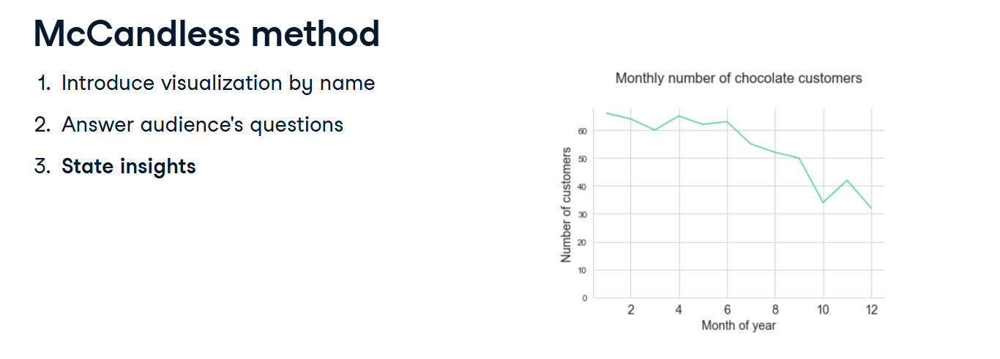 McCandless method
1. Introduce visualization by name
2. Answer audience's questions
3. State insights
Monthly number of chocolate customers
Number of customers
60
50
40
30
20
10
0
2 4 6 8 10 12
Month of year